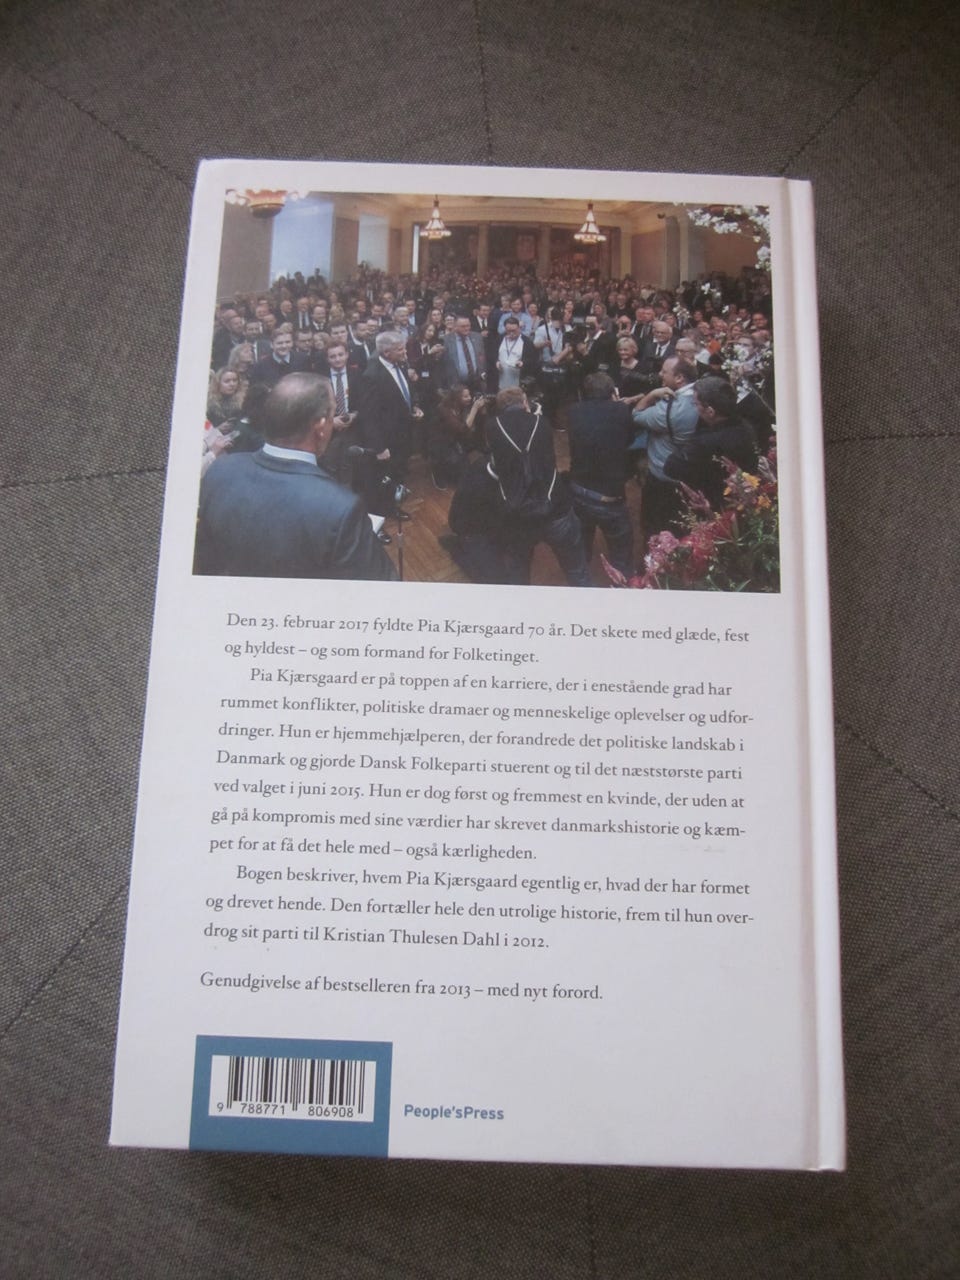 Den 23. februar 2017 fyldte Pia Kjærsgaard 70 år. Det skete med glæde, fest
og hyldest – og som formand for Folketinget.
Pia Kjærsgaard er på toppen af en karriere, der i enestående grad har
rummet konflikter, politiske dramaer og menneskelige oplevelser og udfor-
dringer. Hun er hjemmehjælperen, der forandrede det politiske landskab i
Danmark og gjorde Dansk Folkeparti stuerent og til det næststørste parti
ved valget i juni 2015. Hun er dog først og fremmest en kvinde, der uden at
gå på kompromis med sine værdier har skrevet danmarkshistorie og kæm-
pet for at få det hele med – også kærligheden.
Bogen beskriver, hvem Pia Kjærsgaard egentlig er, hvad der har formet
og drevet hende. Den fortæller hele den utrolige historie, frem til hun over-
drog sit parti til Kristian Thulesen Dahl i 2012.
Genudgivelse af bestselleren fra 2013 – med nyt forord.
9 788771 806908
People'sPress